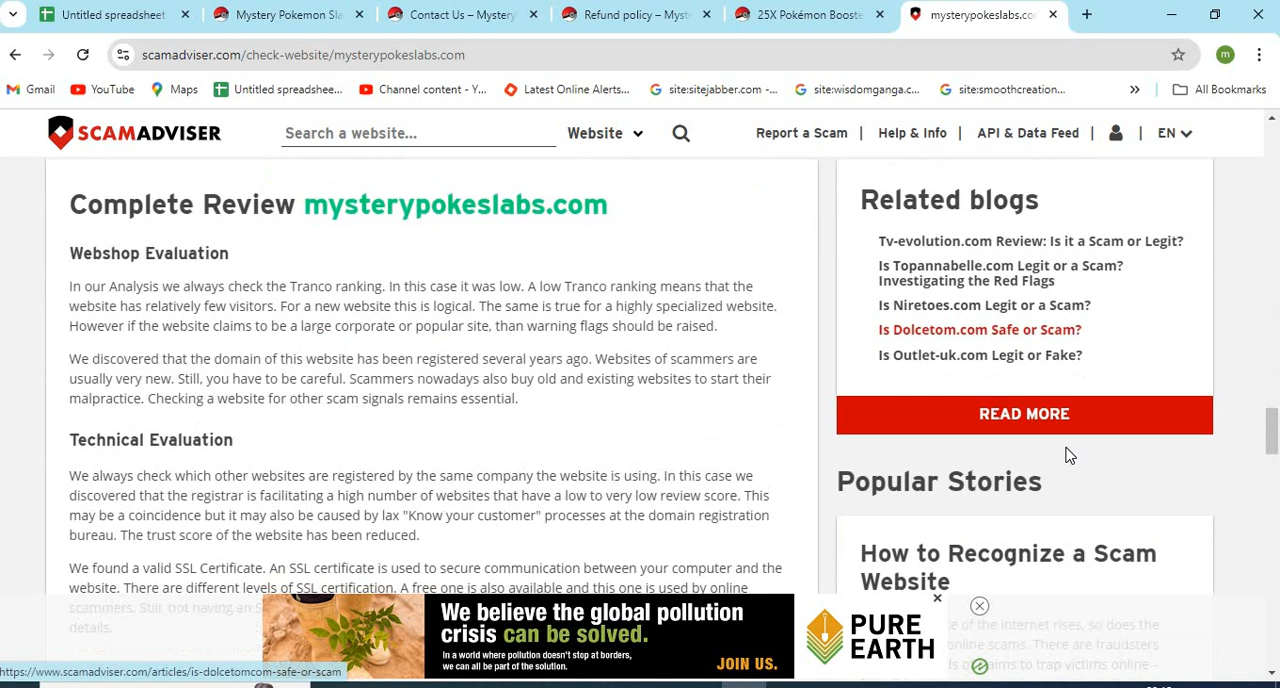 Untitled spreadsheet
Mystery Pokemon Sl
Contact Us – Mystery
Refund policy – Myst
25X Pokémon Booste
mysterypokeslabs.co
scamadviser.com/check-website/mysterypokeslabs.com
m
Gmail
YouTube
Maps
Untitled spreadshee...
Channel content - Y...
Latest Online Alerts...
site:sitejabber.com -...
site:wisdomganga.c...
site:smoothcreation...
All Bookmarks
SCAMADVISER
Search a website...
Website
Report a Scam
Help & Info
API & Data Feed
EN
Complete Review mysterypokeslabs.com
Webshop Evaluation
In our Analysis we always check the Tranco ranking. In this case it was low. A low Tranco ranking means that the
website has relatively few visitors. For a new website this is logical. The same is true for a highly specialized website.
However if the website claims to be a large corporate or popular site, than warning flags should be raised.
We discovered that the domain of this website has been registered several years ago. Websites of scammers are
usually very new. Still, you have to be careful. Scammers nowadays also buy old and existing websites to start their
malpractice. Checking a website for other scam signals remains essential.
Technical Evaluation
We always check which other websites are registered by the same company the website is using. In this case we
discovered that the registrar is facilitating a high number of websites that have a low to very low review score. This
may be a coincidence but it may also be caused by lax "Know your customer" processes at the domain registration
bureau. The trust score of the website has been reduced.
We found a valid SSL Certificate. An SSL certificate is used to secure communication between your computer and the
website. There are different levels of SSL certification. A free one is also available and this one is used by online
scammers. Still, not having an S
details.
Related blogs
Tv-evolution.com Review: Is it a Scam or Legit?
Is Topannabelle.com Legit or a Scam?
Investigating the Red Flags
Is Niretoes.com Legit or a Scam?
Is Dolcetom.com Safe or Scam?
Is Outlet-uk.com Legit or Fake?
READ MORE
Popular Stories
How to Recognize a Scam
Website
e of the internet rises, so does the
online scams. There are fraudsters
ds of claims to trap victims online -
We believe the global pollution
crisis can be solved.
In a world where pollution doesn't stop at borders,
we can all be part of the solution.
JOIN US.
PURE
EARTH
https://www.scamadviser.com/articles/is-dolcetomcom-safe-or-scam